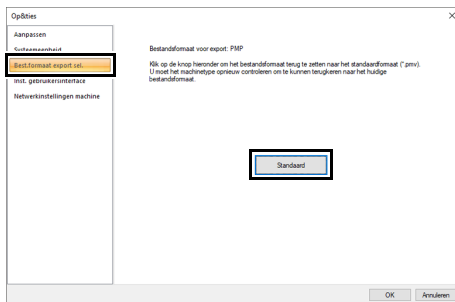 Op&ties
Aanpassen
Systeemeenheid
Best.formaat export sel.
Inst. gebruikersinterface
Netwerkinstellingen machine
Bestandsformaat voor export: PMP
Klik op de knop hieronder om het bestandsformaat terug te zetten naar het standaardformaat (*.pmv).
U moet het machinetype opnieuw controleren om te kunnen terugkeren naar het huidige
bestandsformaat.
Standaard
OK
Annuleren